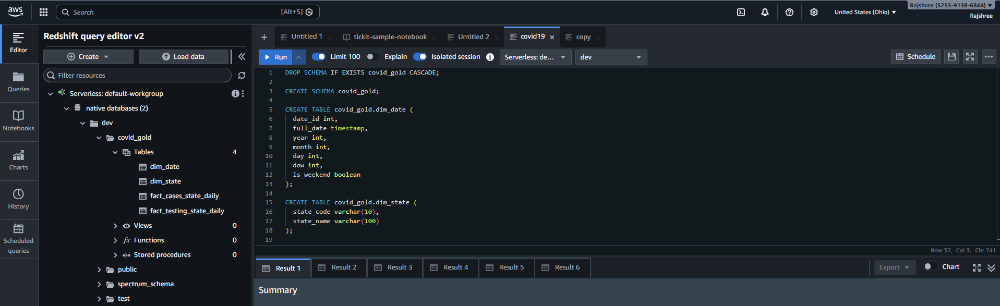 aws
Search
[Alt+S]
United States (Ohio)
Rajshree (5253-9138-6844)
Rajshree
Editor
Queries
Notebooks
Charts
History
Scheduled
queries
Redshift query editor v2
Create
Load data
Filter resources
Serverless: default-workgroup
native databases (2)
dev
covid_gold
Tables 4
dim_date
dim_state
fact_cases_state_daily
fact_testing_state_daily
Views 0
fx Functions 0
Stored procedures 0
public
spectrum_schema
test
+ Untitled 1 × tickit-sample-notebook × Untitled 2 × covid19 × copy ×
Run Limit 100 Explain Isolated session Serverless: de... dev Schedule
1 DROP SCHEMA IF EXISTS covid_gold CASCADE;
2
3 CREATE SCHEMA covid_gold;
4
5 CREATE TABLE covid_gold.dim_date (
6 date_id int,
7 full_date timestamp,
8 year int,
9 month int,
10 day int,
11 dow int,
12 is_weekend boolean
13 );
14
15 CREATE TABLE covid_gold.dim_state (
16 state_code varchar(10),
17 state_name varchar(100)
18 );
19
Row 37, Col 3, Chr 741
Result 1 Result 2 Result 3 Result 4 Result 5 Result 6 Export Chart
Summary